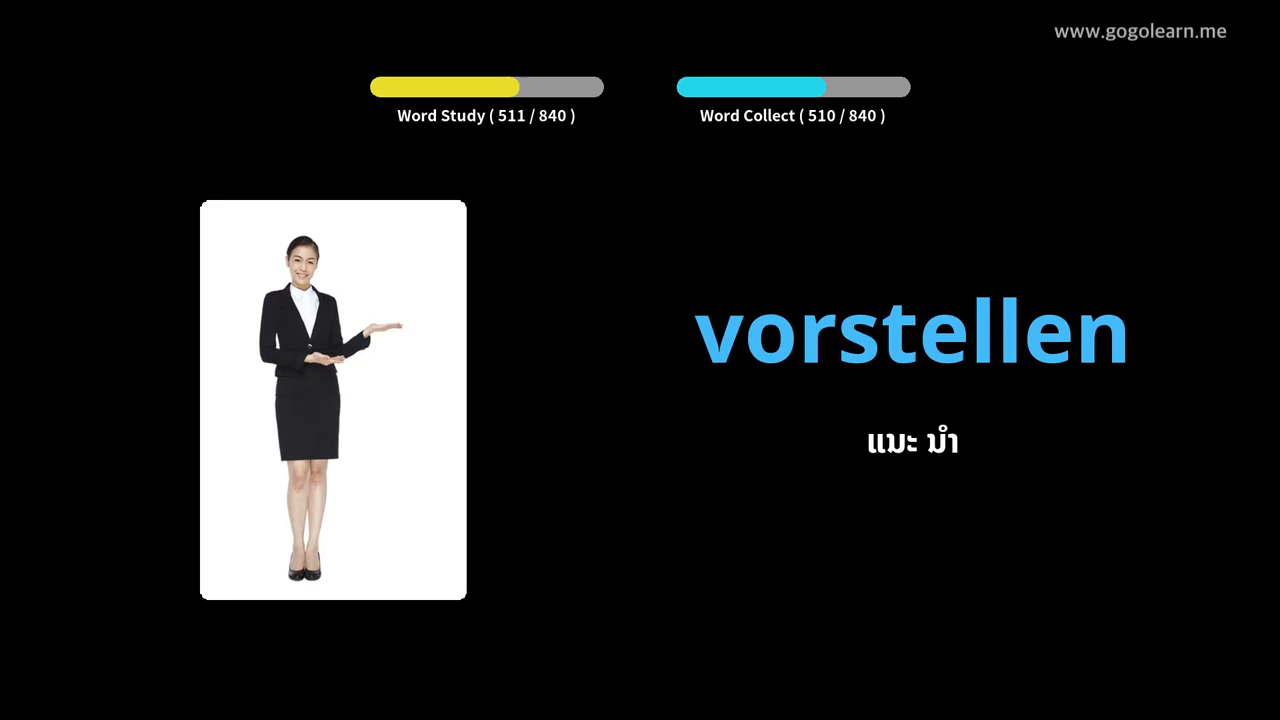 www.gogolearn.me
Word Study ( 511 / 840 )
Word Collect ( 510 / 840 )
vorstellen
ແນະ ນຳ